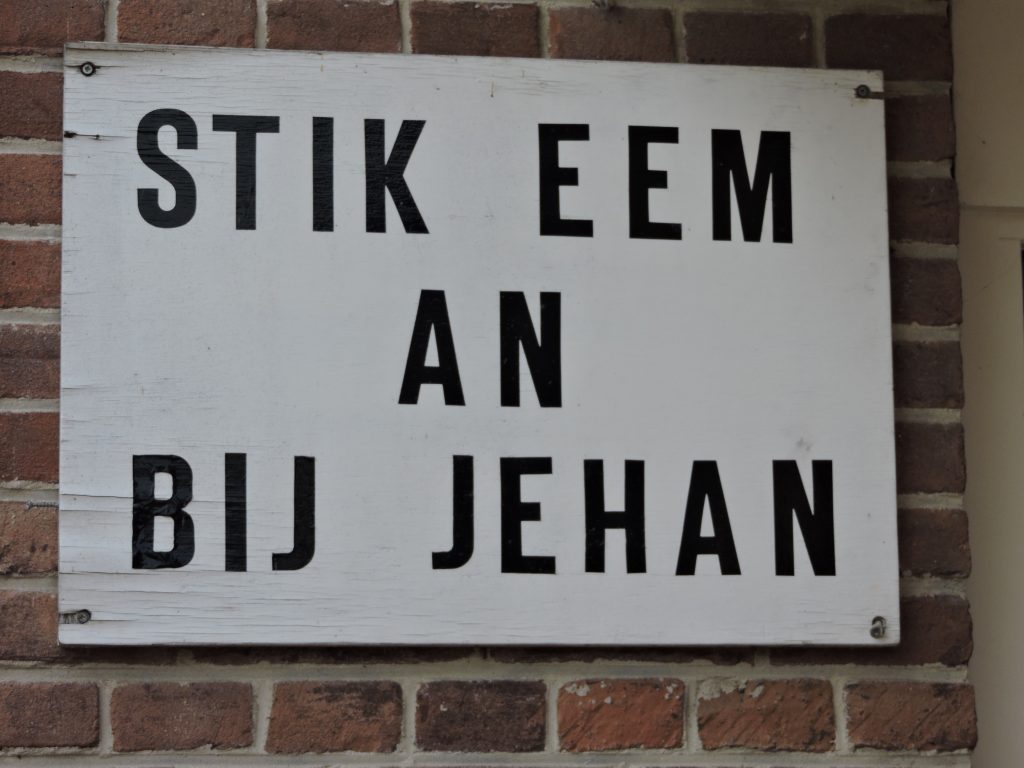 STIK EEM
AN
BIJ JEHAN